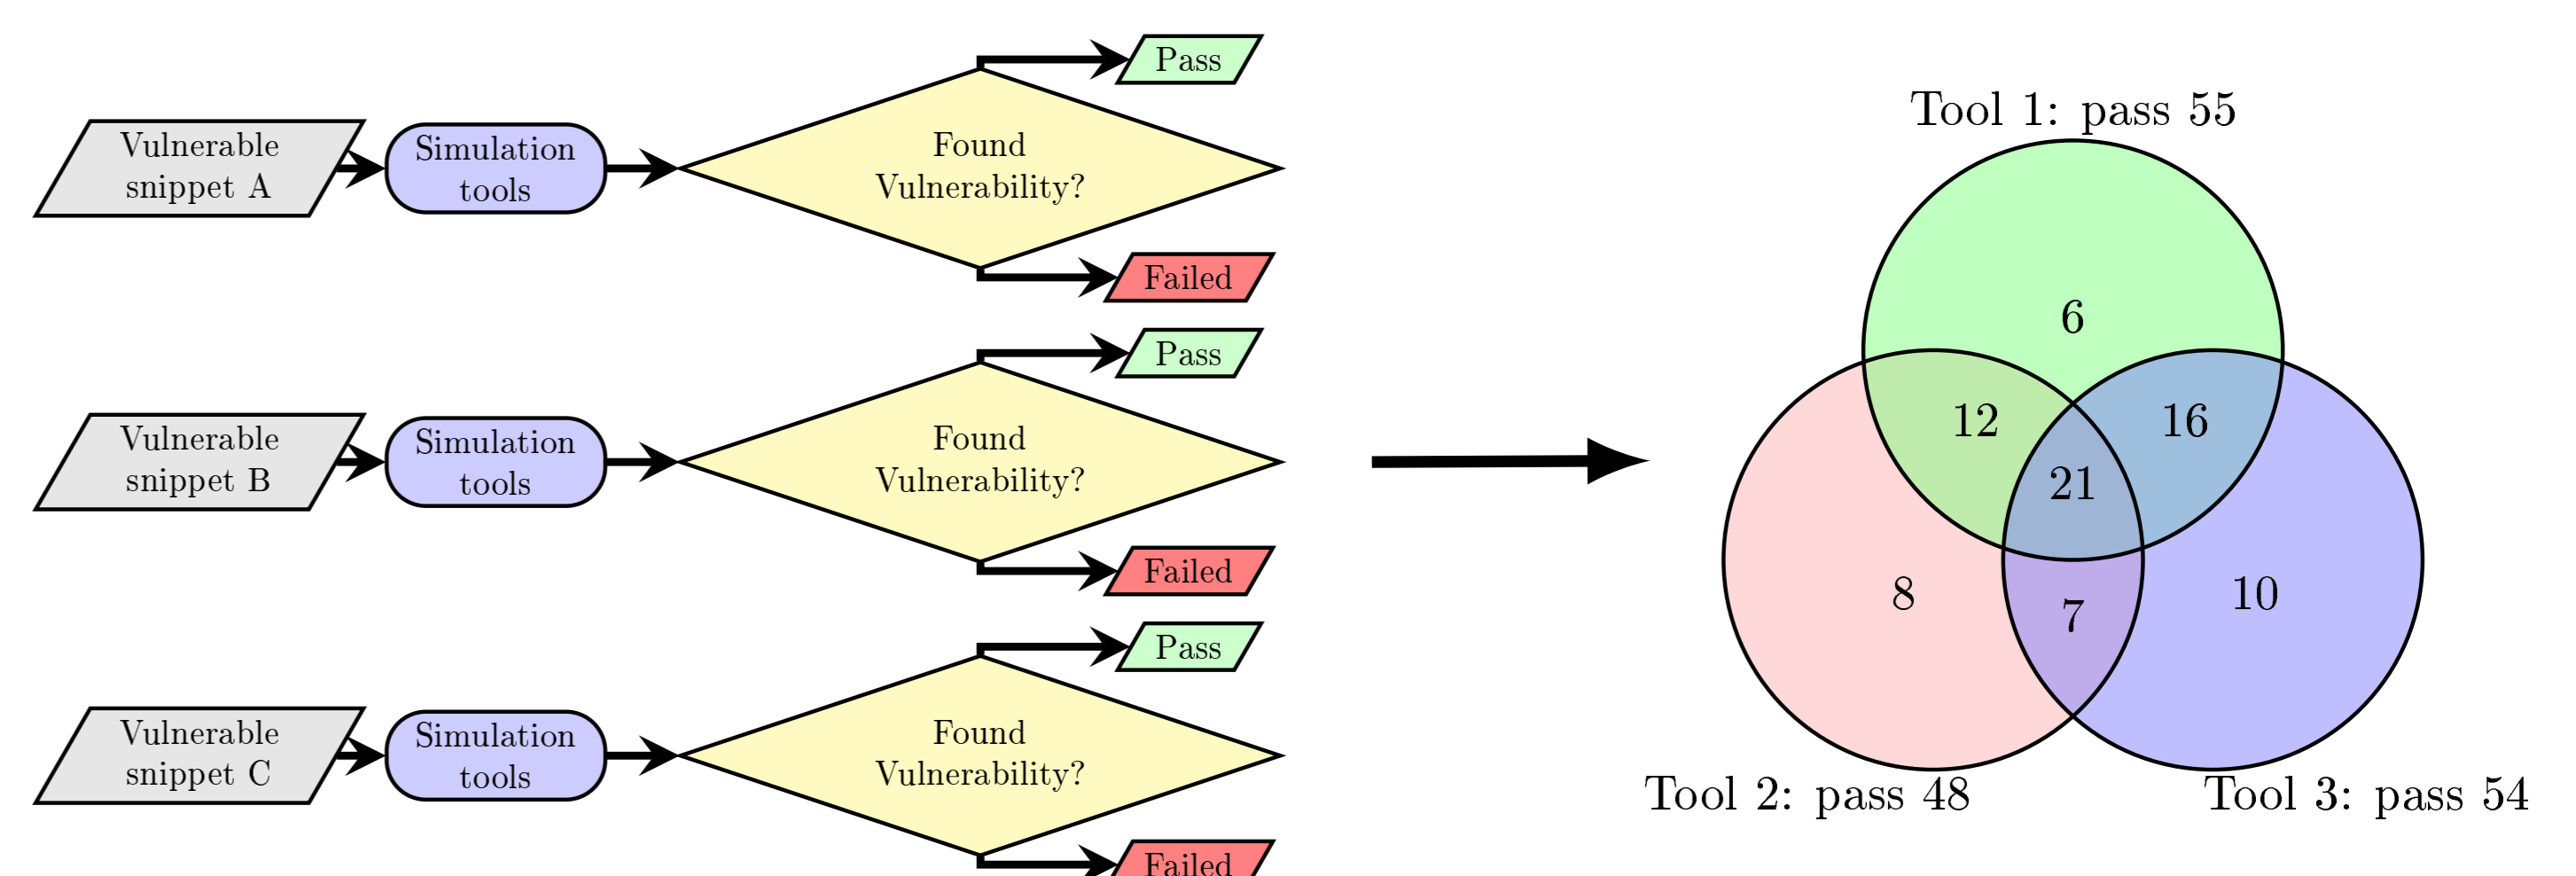 Pass
Vulnerable
snippet A
Simulation
tools
Found
Vulnerability?
Failed
Pass
Vulnerable
snippet B
Simulation
tools
Found
Vulnerability?
Failed
Pass
Vulnerable
snippet C
Simulation
tools
Found
Vulnerability?
Failed
Tool 1: pass 55
6
12
16
21
8
7
10
Tool 2: pass 48
Tool 3: pass 54